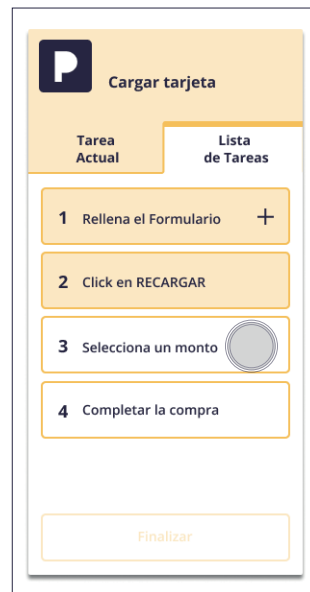 P
Cargar tarjeta
Tarea
Actual
Lista
de Tareas
1 Rellena el Formulario +
2 Click en RECARGAR
3 Selecciona un monto
4 Completar la compra
Finalizar